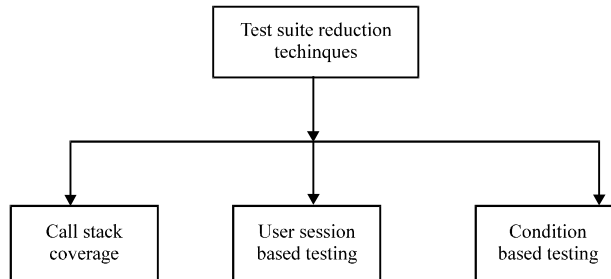 Test suite reduction
techinques
Call stack
coverage
User session
based testing
Condition
based testing